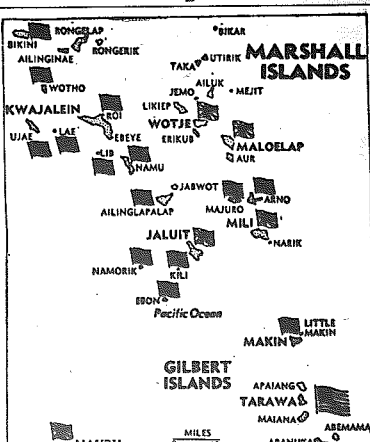 BIKINI
RONGELAP
RONGERIK
AILINGINAE
BIKAR
UTIRIK
TAKA
MARSHALL
ISLANDS
WOTHO
AILUK
JEMO
MEJIT
LIKIEP
KWAJALEIN
ROI
WOTJE
ERIKUB
UJAE
LAE
EBEYE
MALOELAP
LIB
AUR
NAMU
JABWOT
AILINGLAPALAP
MAJURO
ARNO
MILI
NARIK
JALUIT
NAMORIK
KILI
EBON
Pacific Ocean
LITTLE
MAKIN
MAKIN
GILBERT
ISLANDS
APAIANG
TARAWA
MAIANA
ABEMAMA
MILES